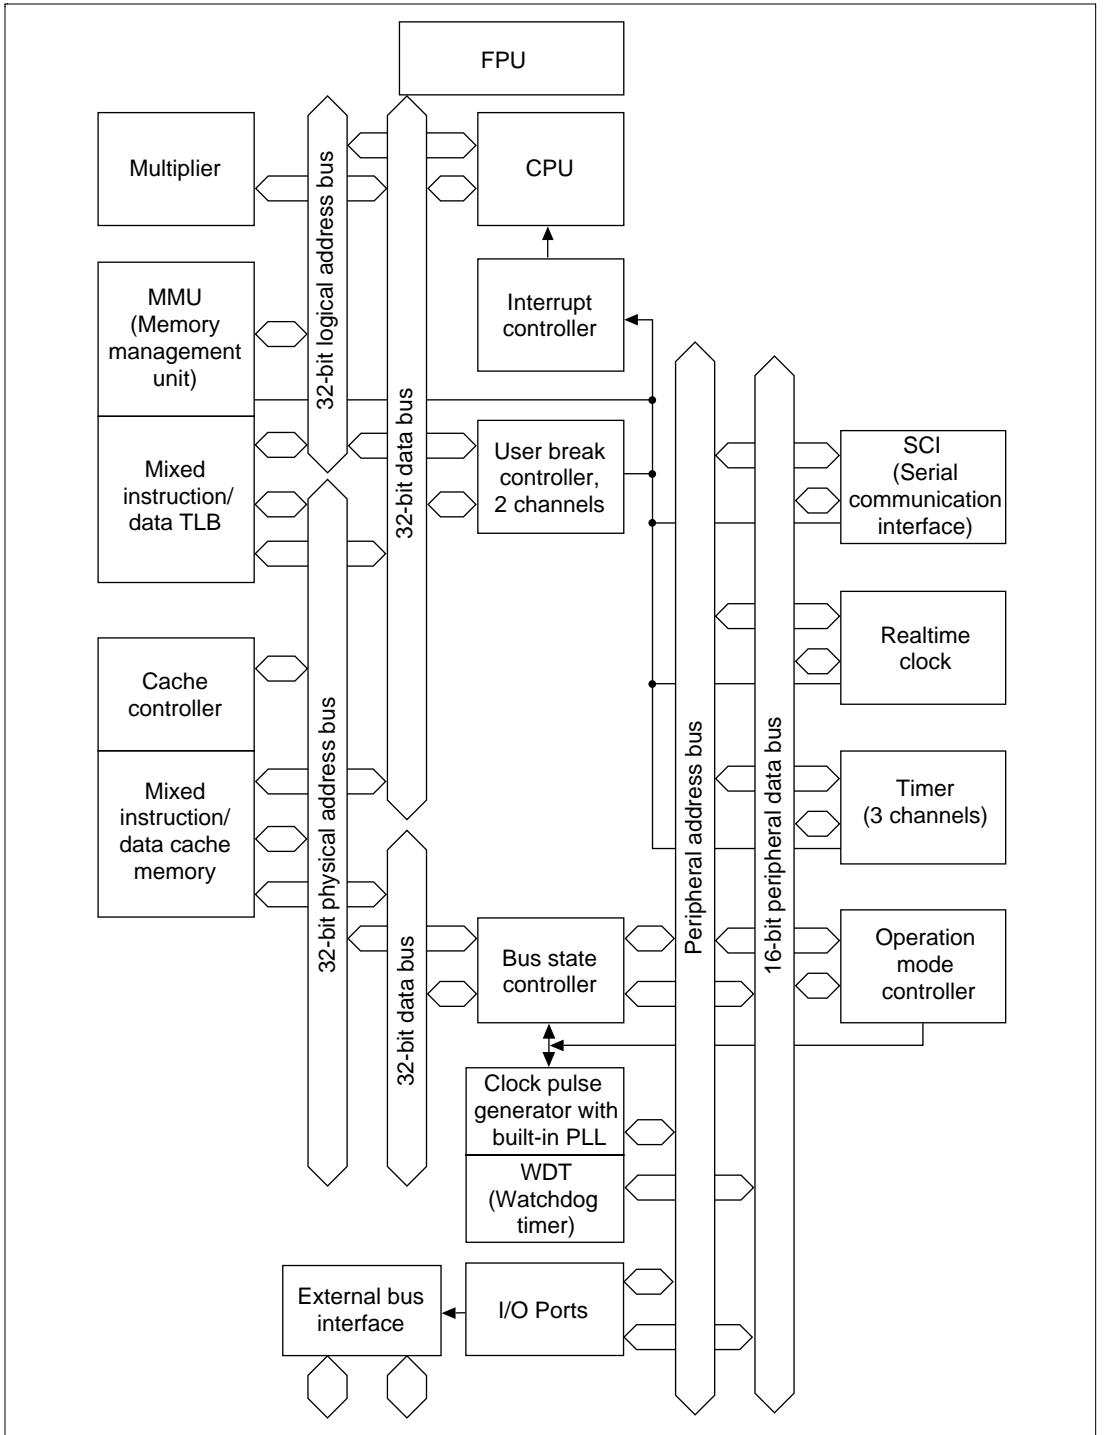 FPU
Multiplier
CPU
32-bit logical address bus
MMU
(Memory
management
unit)
Interrupt
controller
32-bit data bus
Mixed
instruction/
data TLB
User break
controller,
2 channels
SCI
(Serial
communication
interface)
Realtime
clock
Cache
controller
32-bit physical address bus
Peripheral address bus
16-bit peripheral data bus
Mixed
instruction/
data cache
memory
Timer
(3 channels)
32-bit data bus
Bus state
controller
Operation
mode
controller
Clock pulse
generator with
built-in PLL
WDT
(Watchdog
timer)
External bus
interface
I/O Ports